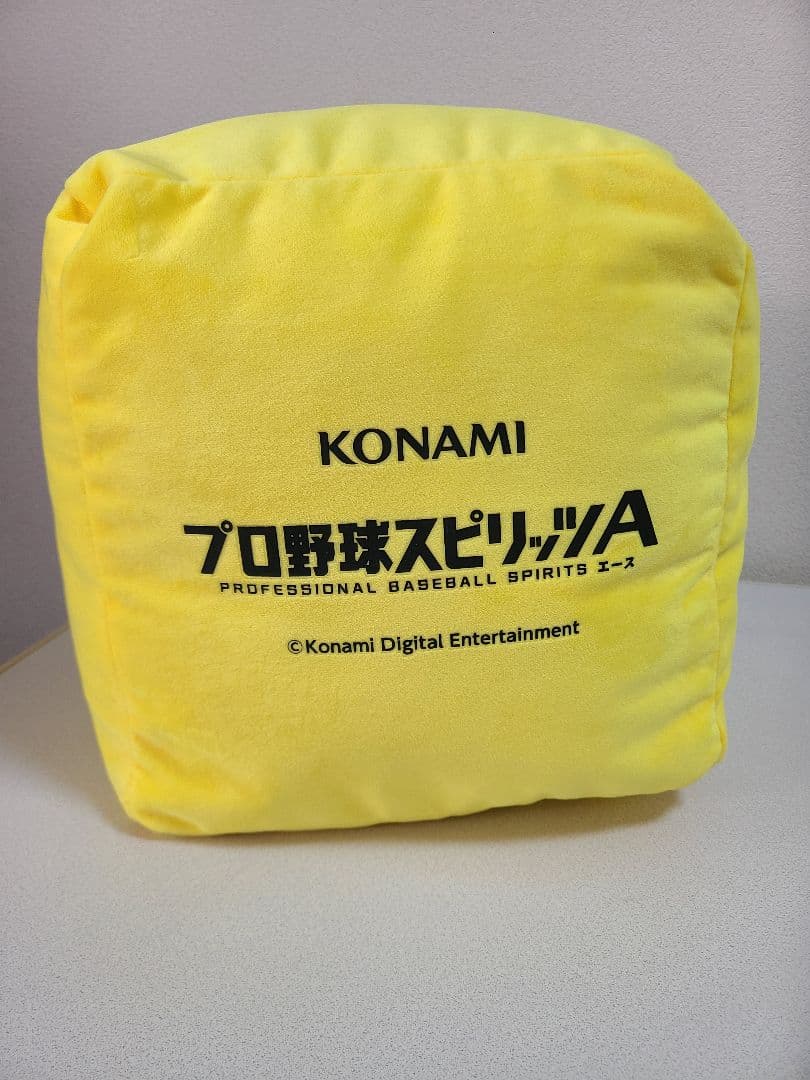 KONAMI
プロ野球スピリッツA
PROFESSIONAL BASEBALL SPIRITS エース
©Konami Digital Entertainment